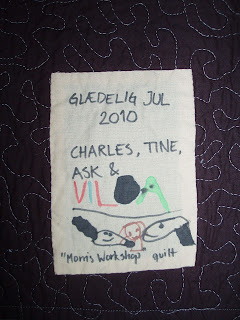 GLÆDELIG JUL
2010
CHARLES, TINE,
ASK &
VILDA
"Mom's Workshop" quilt